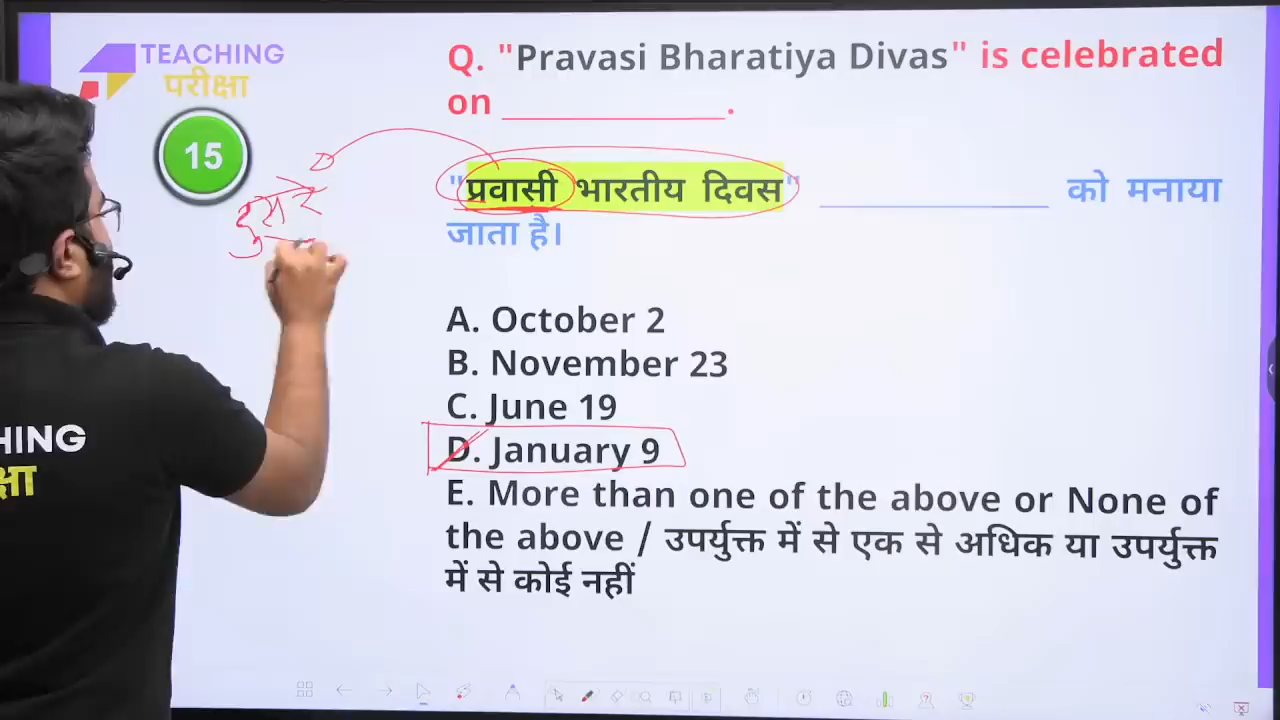 TEACHING
परीक्षा
15
Q. "Pravasi Bharatiya Divas" is celebrated
on ____________.
"प्रवासी भारतीय दिवस" ____________ को मनाया
जाता है।
दुसरे
A. October 2
B. November 23
C. June 19
D. January 9
E. More than one of the above or None of
the above / उपर्युक्त में से एक से अधिक या उपर्युक्त
में से कोई नहीं
HING
क्षा